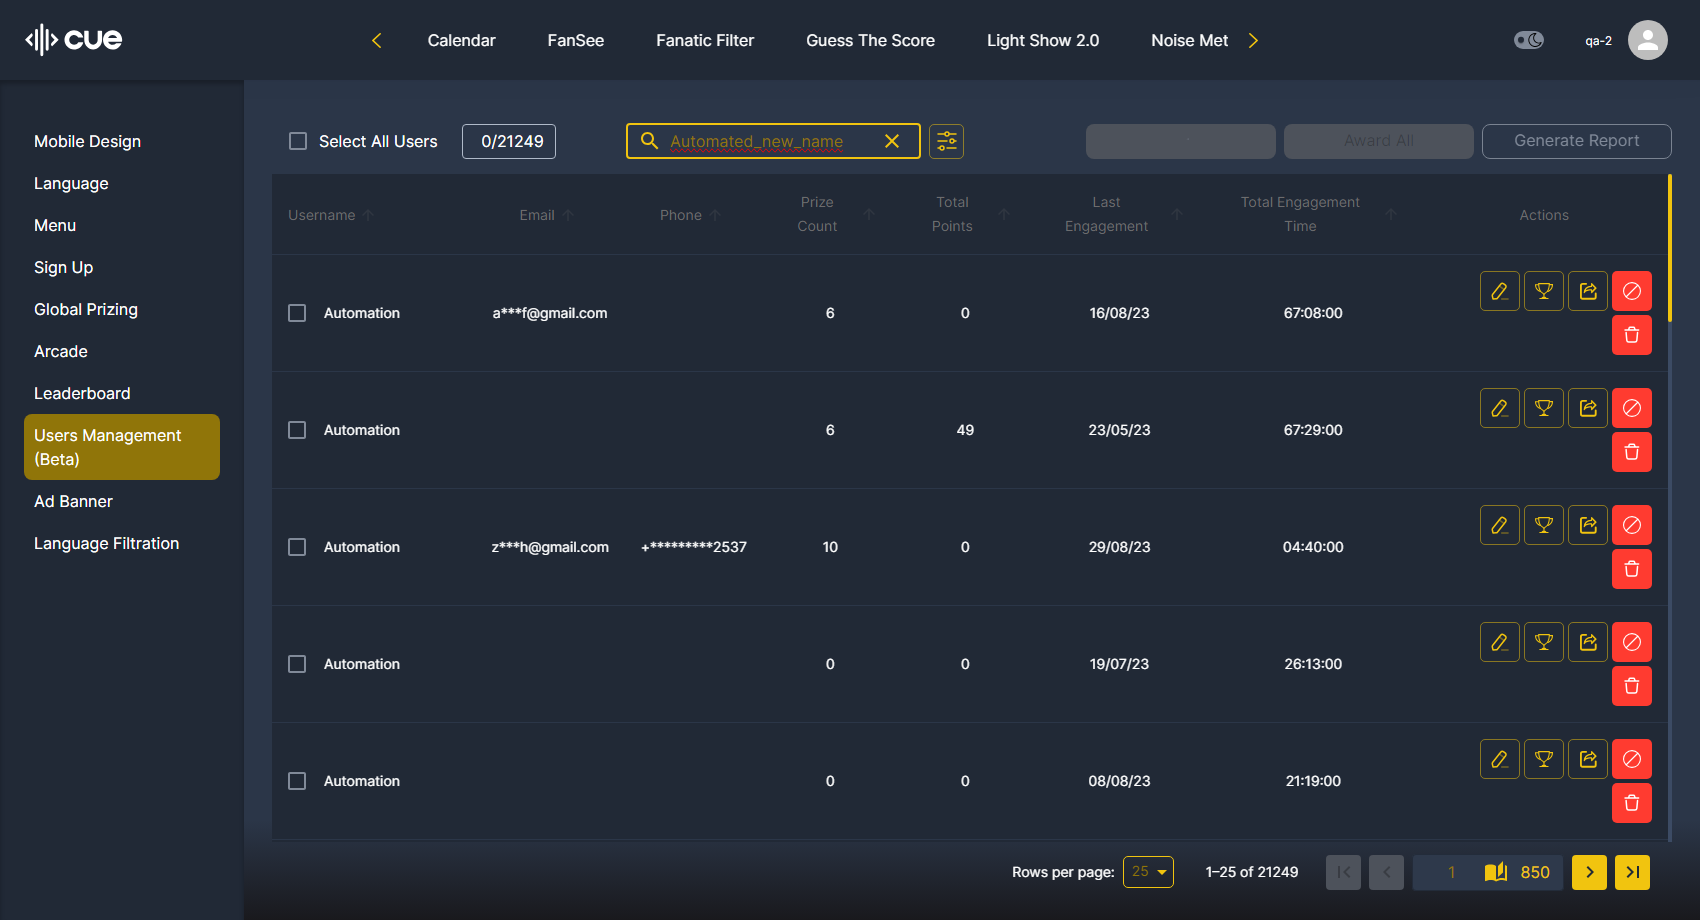 cue
Calendar FanSee Fanatic Filter Guess The Score Light Show 2.0 Noise Met
qa-2
Mobile Design
Language
Menu
Sign Up
Global Prizing
Arcade
Leaderboard
Users Management
(Beta)
Ad Banner
Language Filtration
Select All Users 0/21249 Automated_new_name Award All Generate Report
Username Email Phone Prize Count Total Points Last Engagement Total Engagement Time Actions
Automation a***f@gmail.com 6 0 16/08/23 67:08:00
Automation 6 49 23/05/23 67:29:00
Automation z***h@gmail.com +*********2537 10 0 29/08/23 04:40:00
Automation 0 0 19/07/23 26:13:00
Automation 0 0 08/08/23 21:19:00
Rows per page: 25 1–25 of 21249 1 850